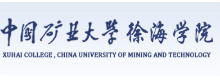 中国矿业大学徐海学院
XUHAI COLLEGE , CHINA UNIVERSITY OF MINING AND TECHNOLOGY